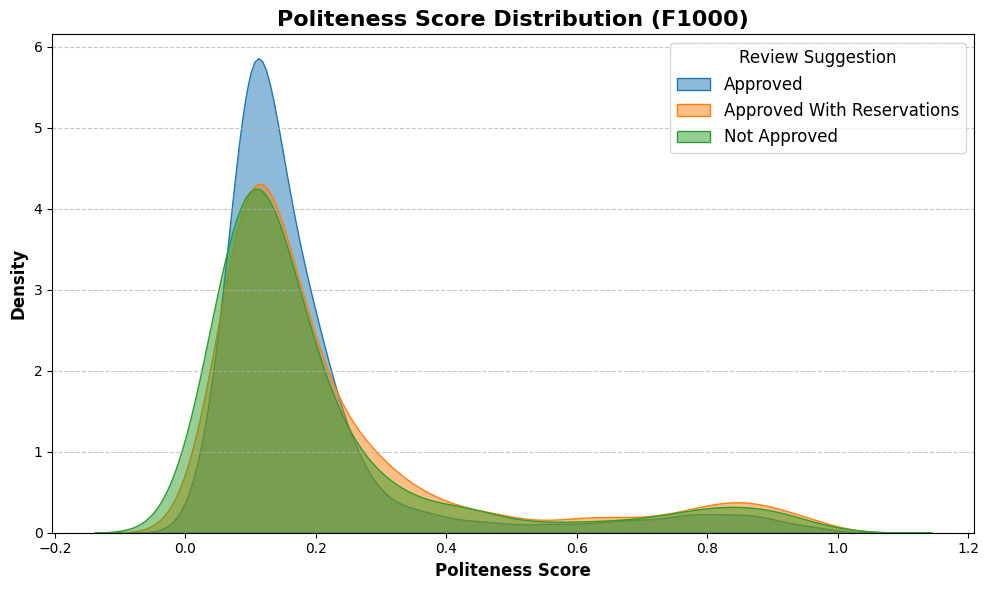 Politeness Score Distribution (F1000)
Review Suggestion
Approved
Approved With Reservations
Not Approved
Density
6
5
4
3
2
1
0
−0.2
0.0
0.2
0.4
0.6
0.8
1.0
1.2
Politeness Score